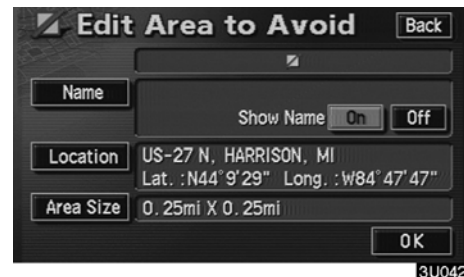 Edit Area to Avoid Back
Name
Show Name On Off
Location US-27 N, HARRISON, MI
Lat. :N44°9'29" Long. :W84°47'47"
Area Size 0.25mi X 0.25mi
OK
3U042